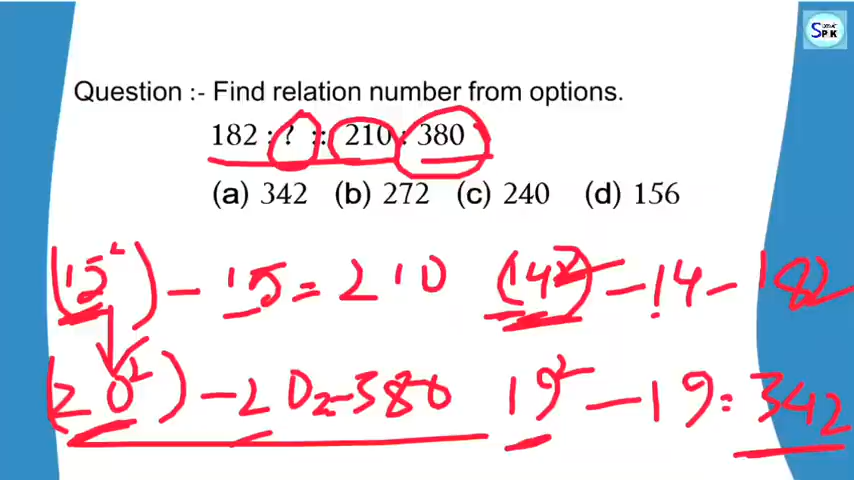 SPK
Question :- Find relation number from options.
182 : ? :: 210 : 380
(a) 342 (b) 272 (c) 240 (d) 156
(15²) - 15 = 210 (14²) - 14 - 182
(20²) - 20 = 380 19² - 19 = 342